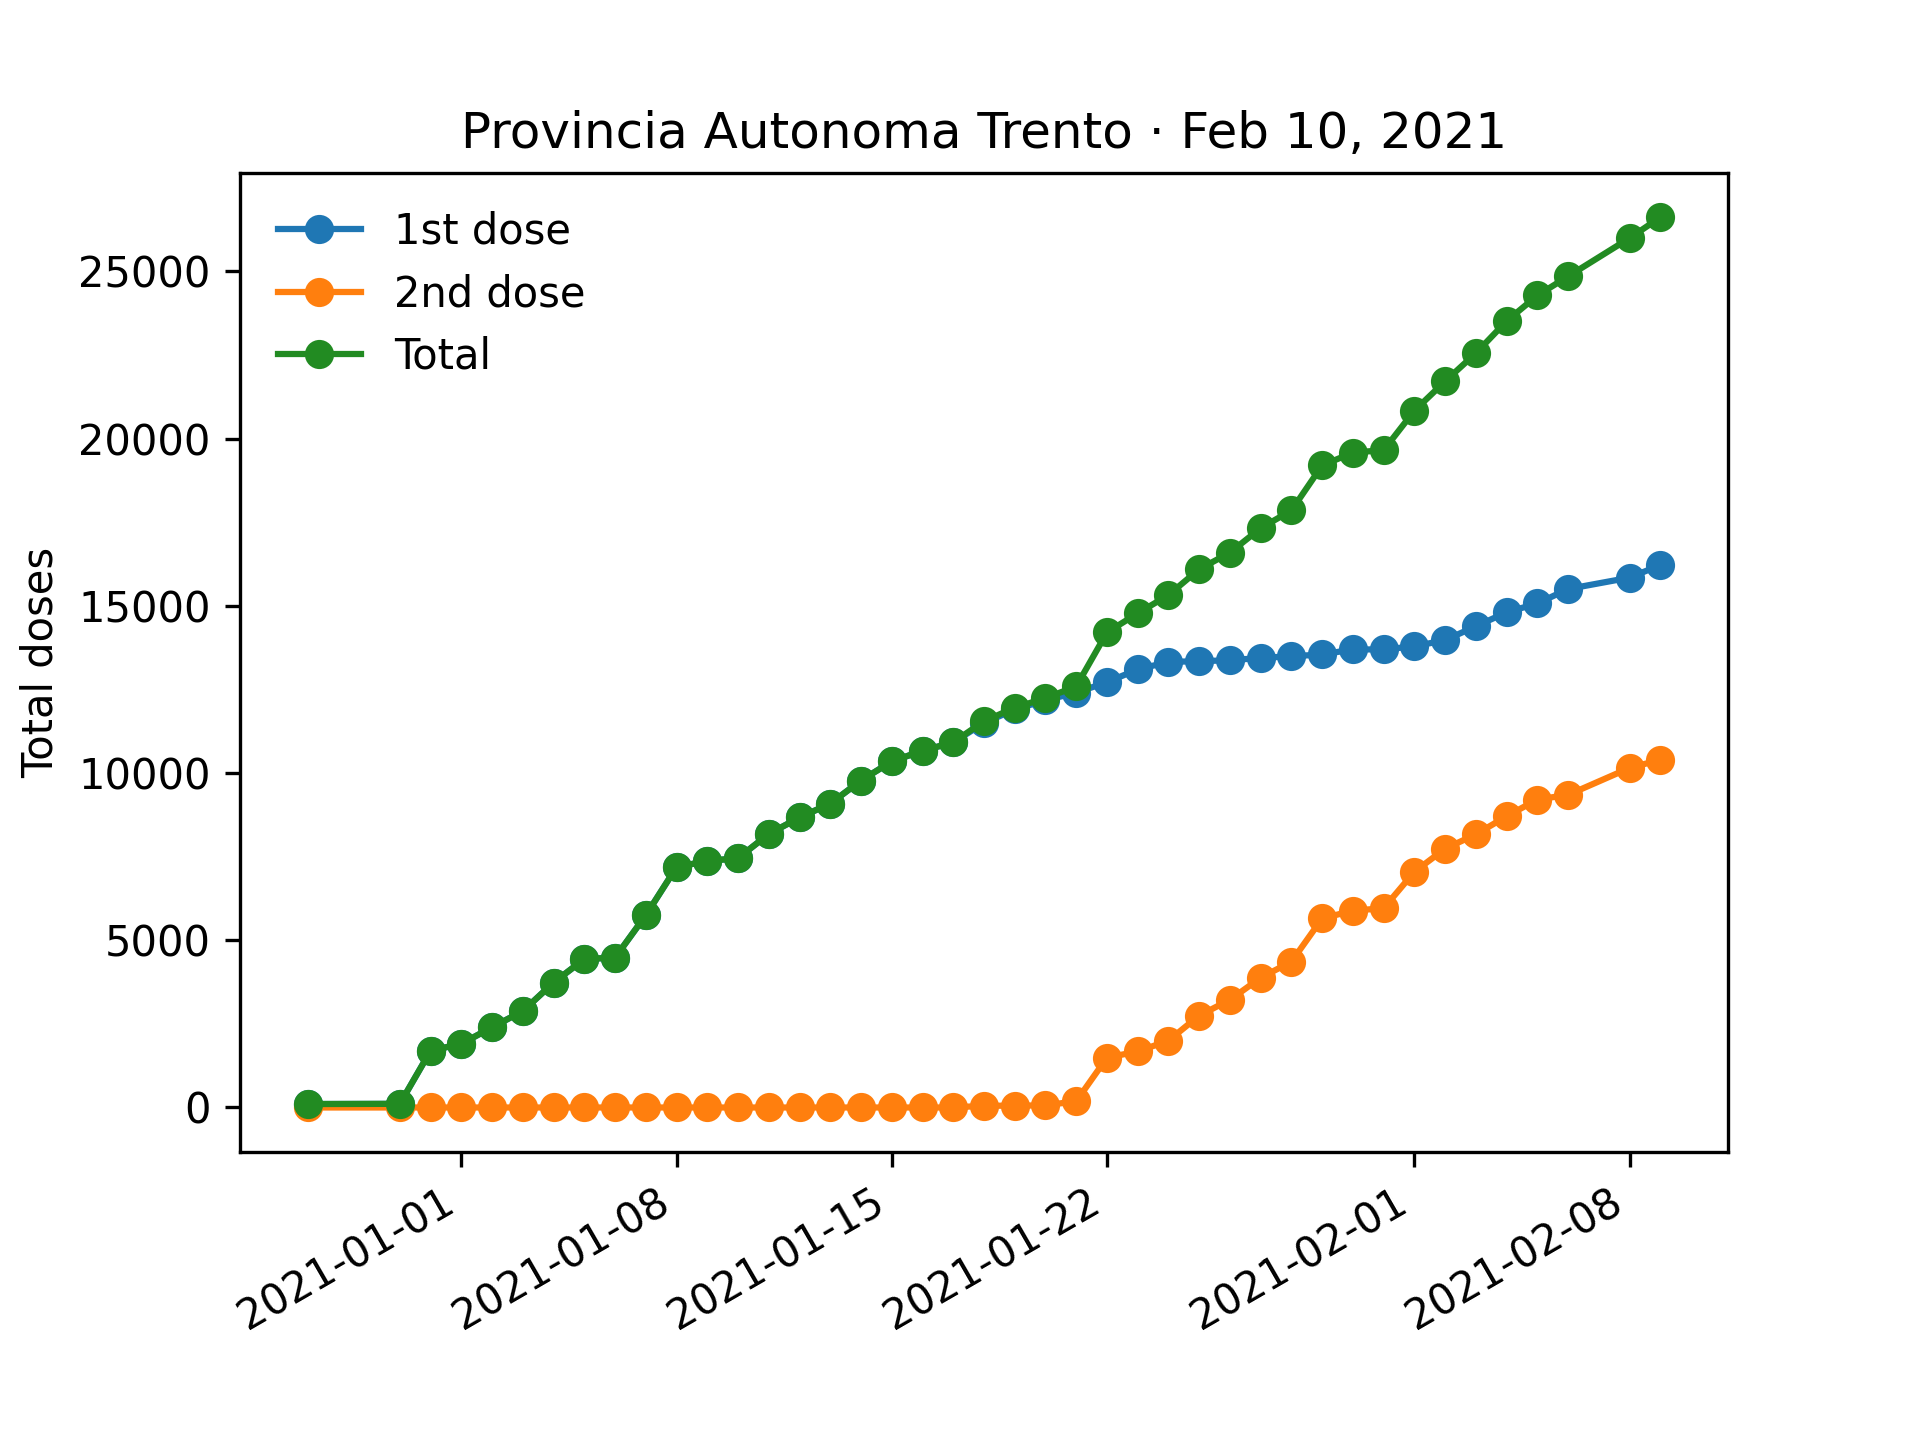 Provincia Autonoma Trento · Feb 10, 2021
1st dose
2nd dose
Total
25000
20000
15000
10000
5000
0
Total doses
2021-01-01
2021-01-08
2021-01-15
2021-01-22
2021-02-01
2021-02-08